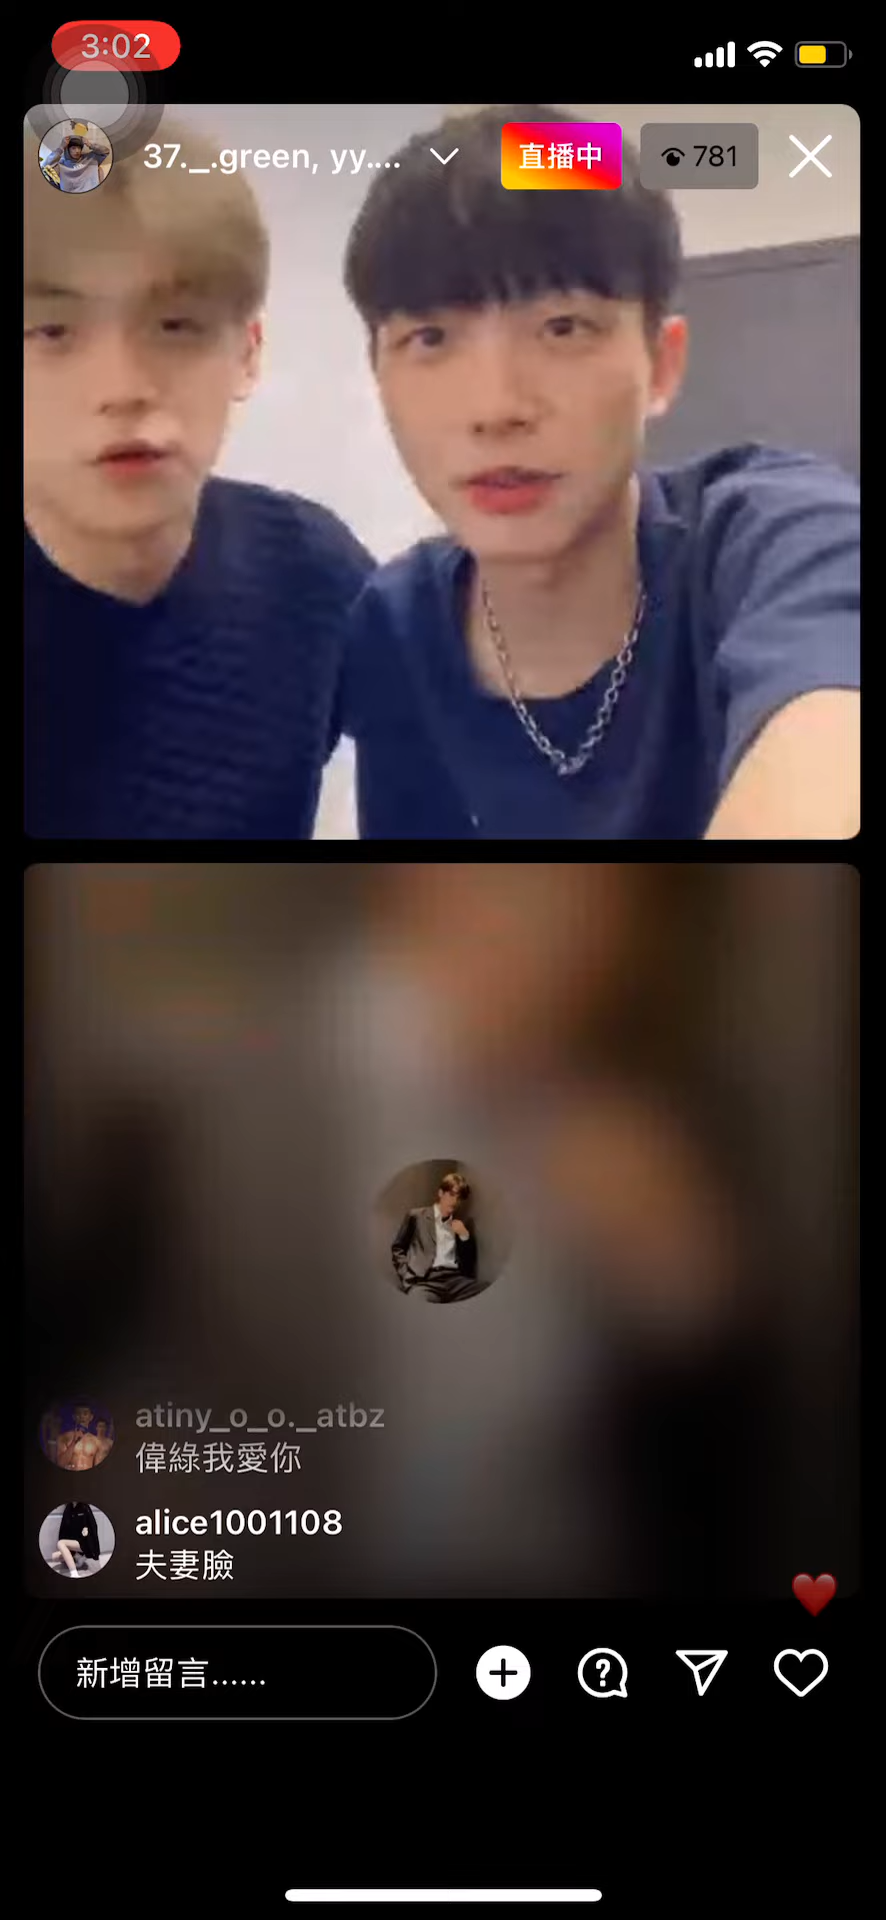 3:02
37._.green, yy....
直播中
781
atiny_o_o._atbz
偉綠我愛你
alice1001108
夫妻臉
新增留言......